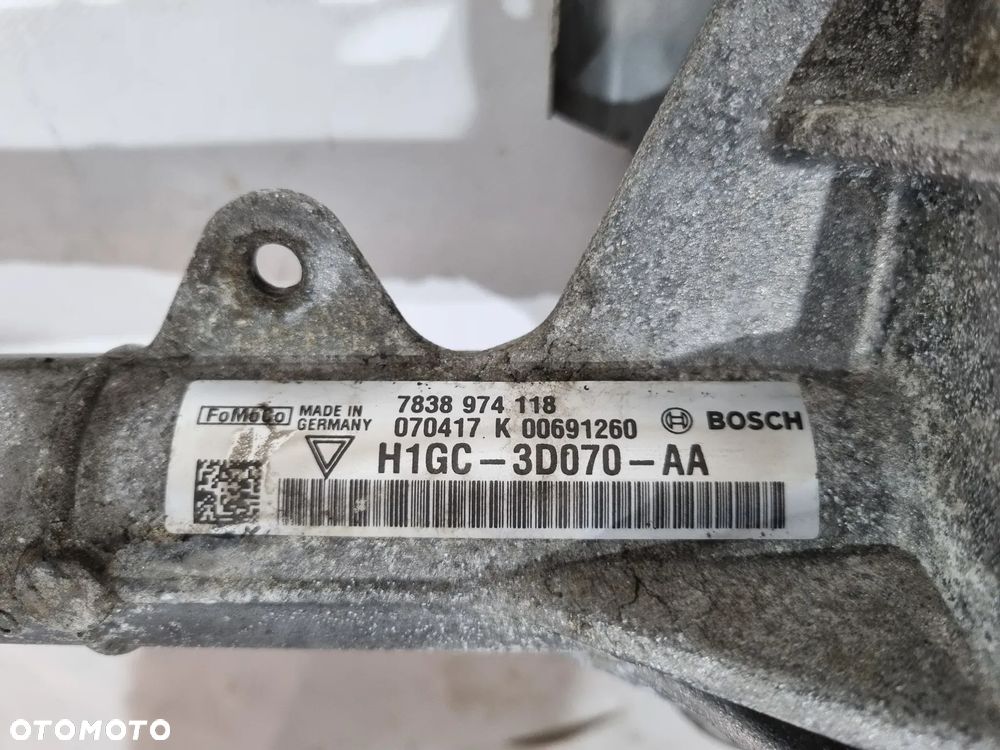 FoMoCo MADE IN GERMANY
7838 974 118
070417 K 00691260
BOSCH
H1GC-3D070-AA
K
OTOMOTO